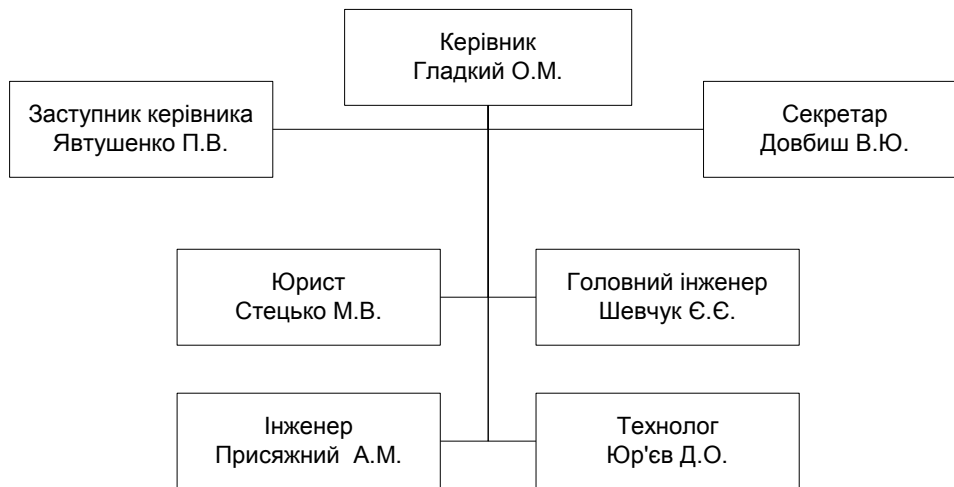 Керівник
Гладкий О.М.
Заступник керівника
Явтушенко П.В.
Секретар
Довбиш В.Ю.
Юрист
Стецько М.В.
Головний інженер
Шевчук Є.Є.
Інженер
Присяжний  А.М.
Технолог
Юр'єв Д.О.